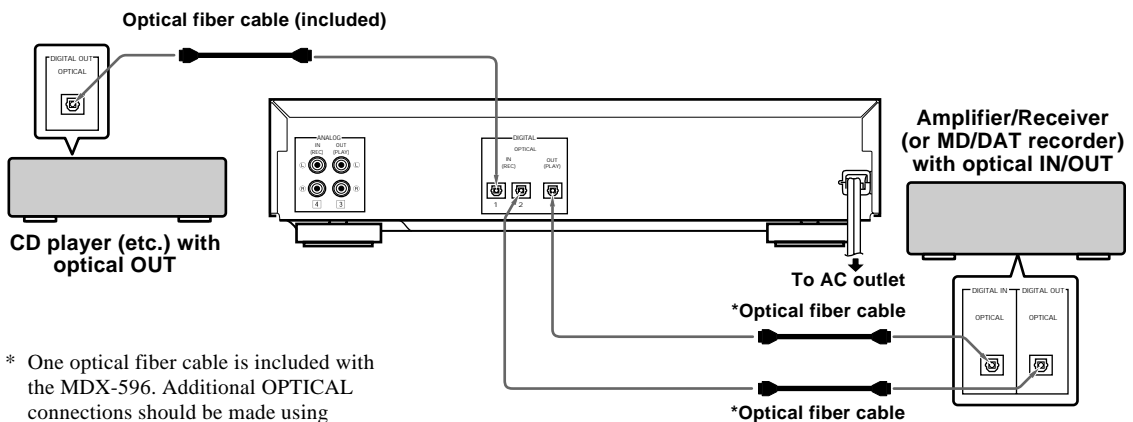 Optical fiber cable (included)
DIGITAL OUT
OPTICAL
CD player (etc.) with
optical OUT
ANALOG
IN OUT
(REC) (PLAY)
L L
R R
4 3
DIGITAL
OPTICAL
IN OUT
(REC) (PLAY)
1 2
To AC outlet
Amplifier/Receiver
(or MD/DAT recorder)
with optical IN/OUT
DIGITAL IN DIGITAL OUT
OPTICAL OPTICAL
*Optical fiber cable
*Optical fiber cable
* One optical fiber cable is included with
the MDX-596. Additional OPTICAL
connections should be made using